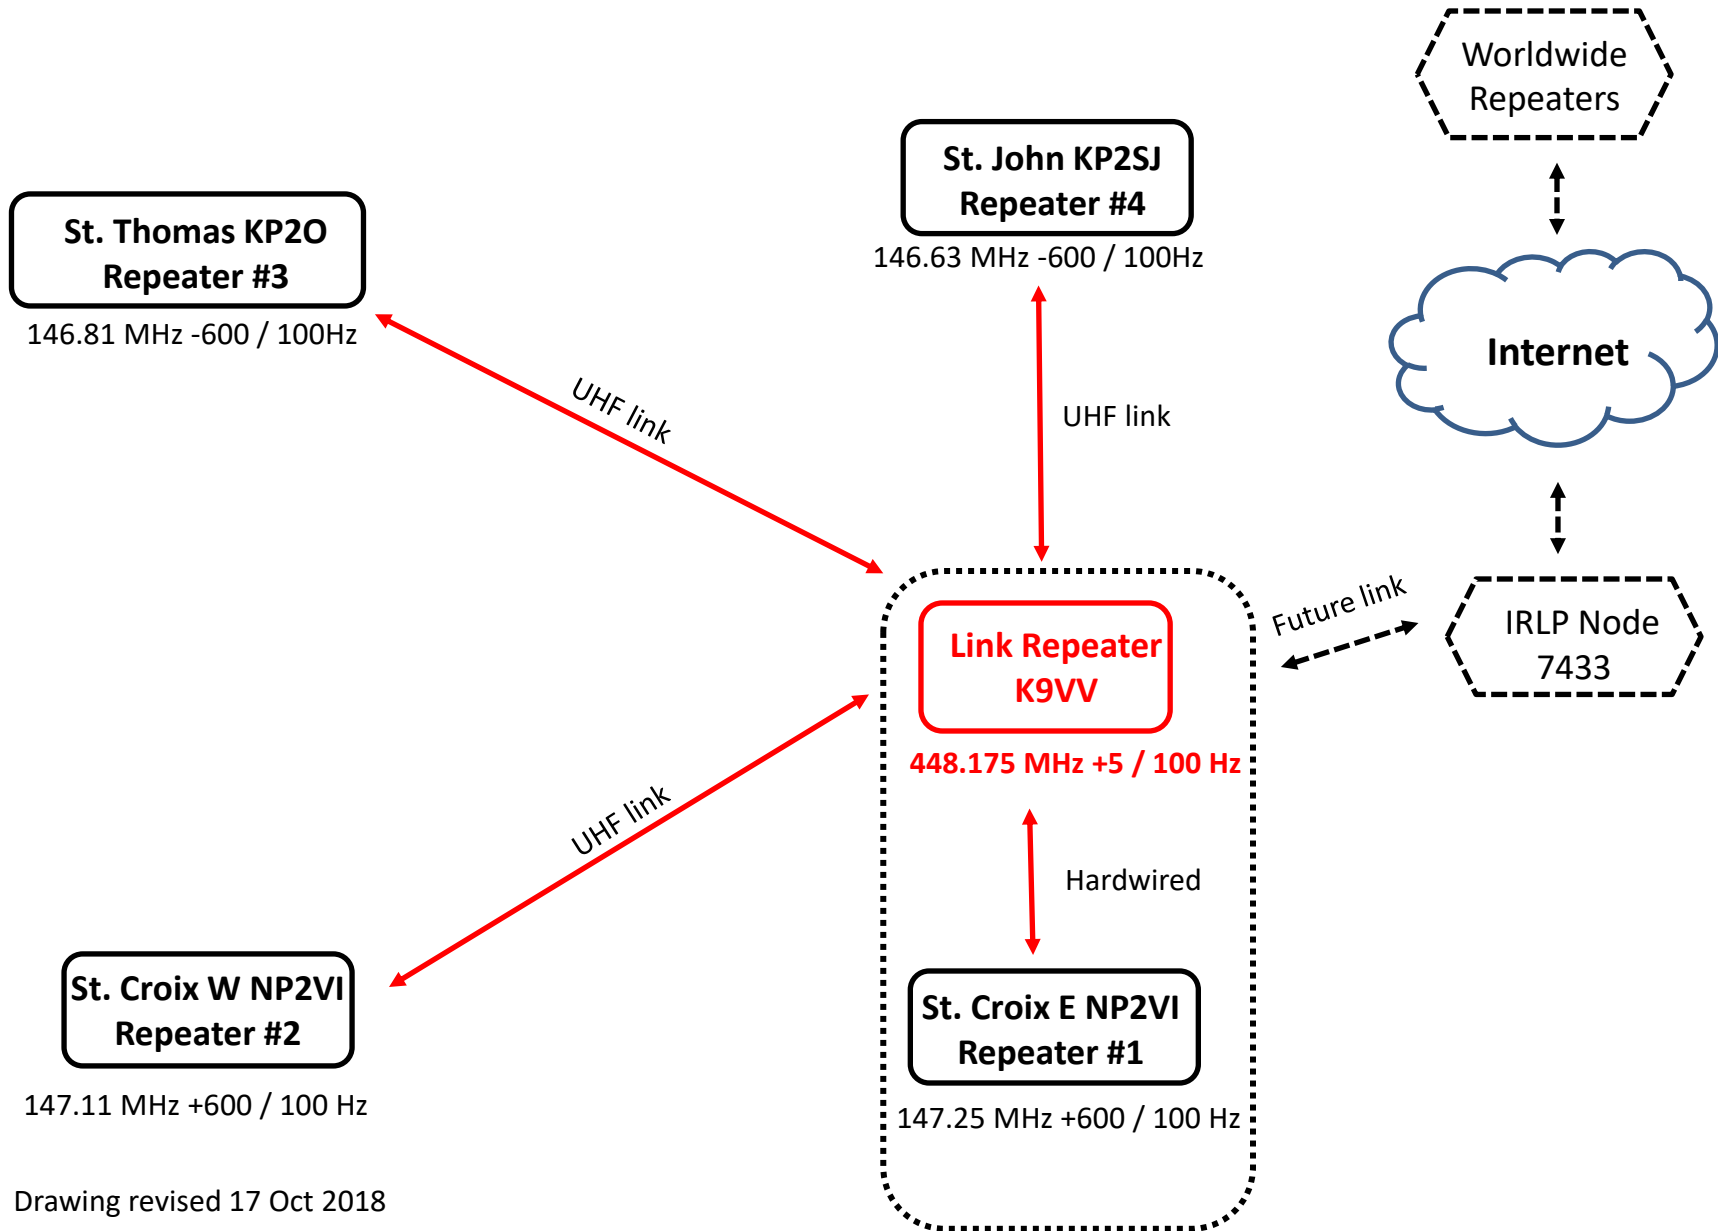 Worldwide
Repeaters
St. John KP2SJ
Repeater #4
146.63 MHz -600 / 100Hz
St. Thomas KP2O
Repeater #3
146.81 MHz -600 / 100Hz
Internet
UHF link
UHF link
Future link
IRLP Node
7433
Link Repeater
K9VV
448.175 MHz +5 / 100 Hz
UHF link
Hardwired
St. Croix W NP2VI
Repeater #2
147.11 MHz +600 / 100 Hz
St. Croix E NP2VI
Repeater #1
147.25 MHz +600 / 100 Hz
Drawing revised 17 Oct 2018